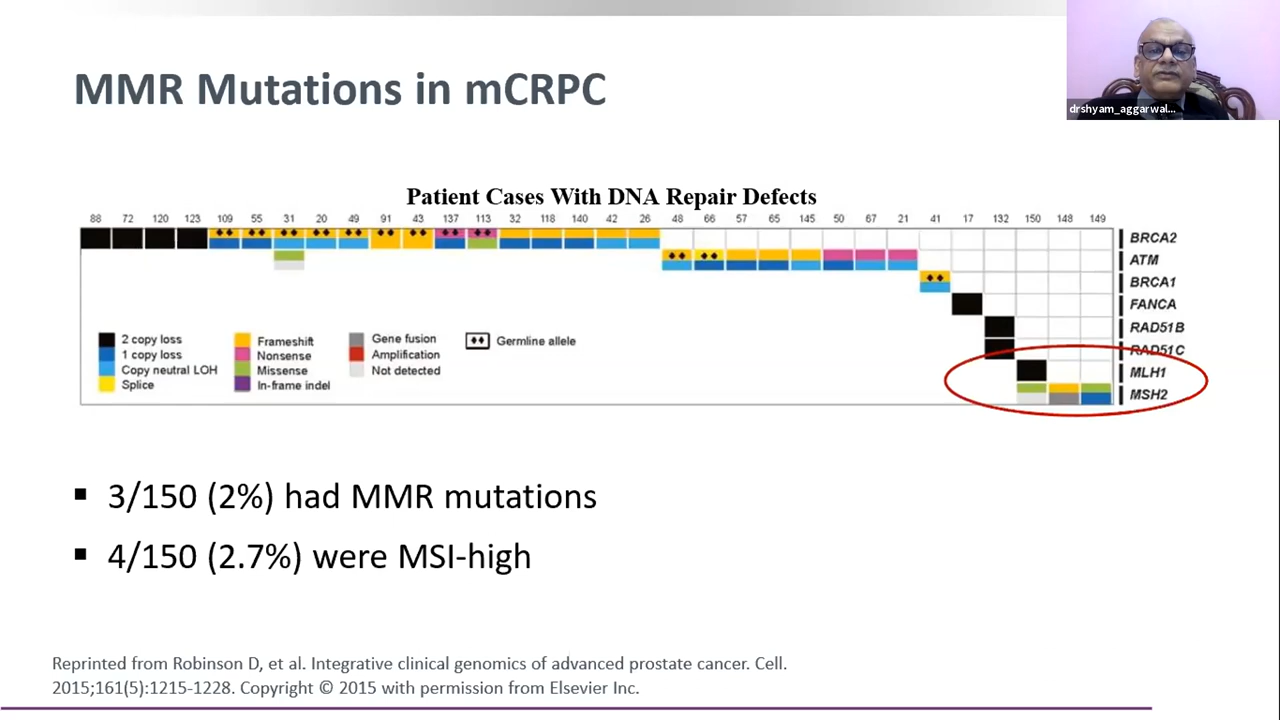 MMR Mutations in mCRPC
drshyam_aggarwal...
Patient Cases With DNA Repair Defects
88 72 120 123 109 55 31 20 49 91 43 137 113 32 118 140 42 26 48 66 57 65 145 50 67 21 41 17 132 150 148 149
BRCA2
ATM
BRCA1
FANCA
RAD51B
RAD51C
MLH1
MSH2
2 copy loss
1 copy loss
Copy neutral LOH
Splice
Frameshift
Nonsense
Missense
In-frame indel
Gene fusion
Amplification
Not detected
Germline allele
▪ 3/150 (2%) had MMR mutations
▪ 4/150 (2.7%) were MSI-high
Reprinted from Robinson D, et al. Integrative clinical genomics of advanced prostate cancer. Cell.
2015;161(5):1215-1228. Copyright © 2015 with permission from Elsevier Inc.